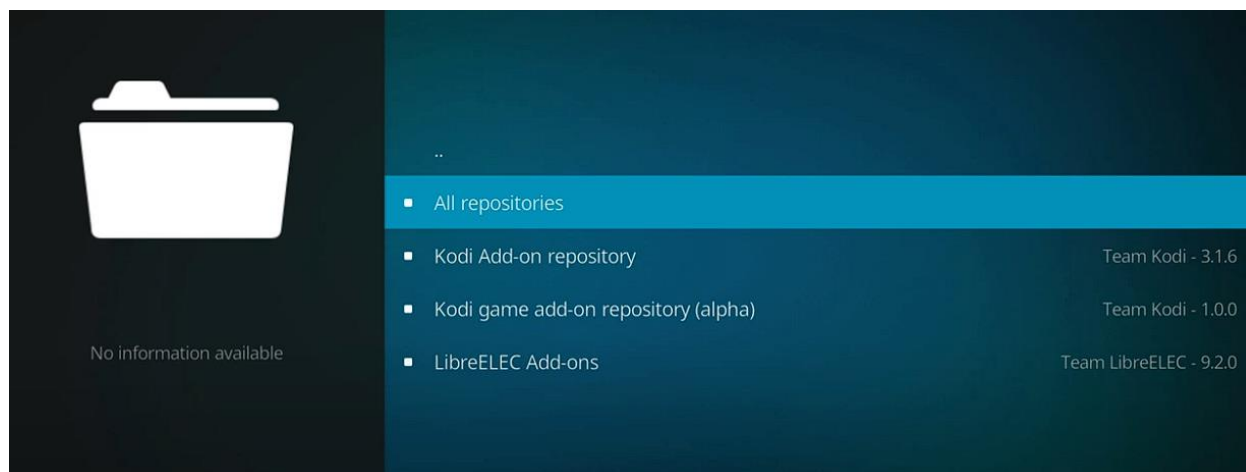 ..
All repositories
Kodi Add-on repository Team Kodi - 3.1.6
Kodi game add-on repository (alpha) Team Kodi - 1.0.0
No information available
LibreELEC Add-ons Team LibreELEC - 9.2.0